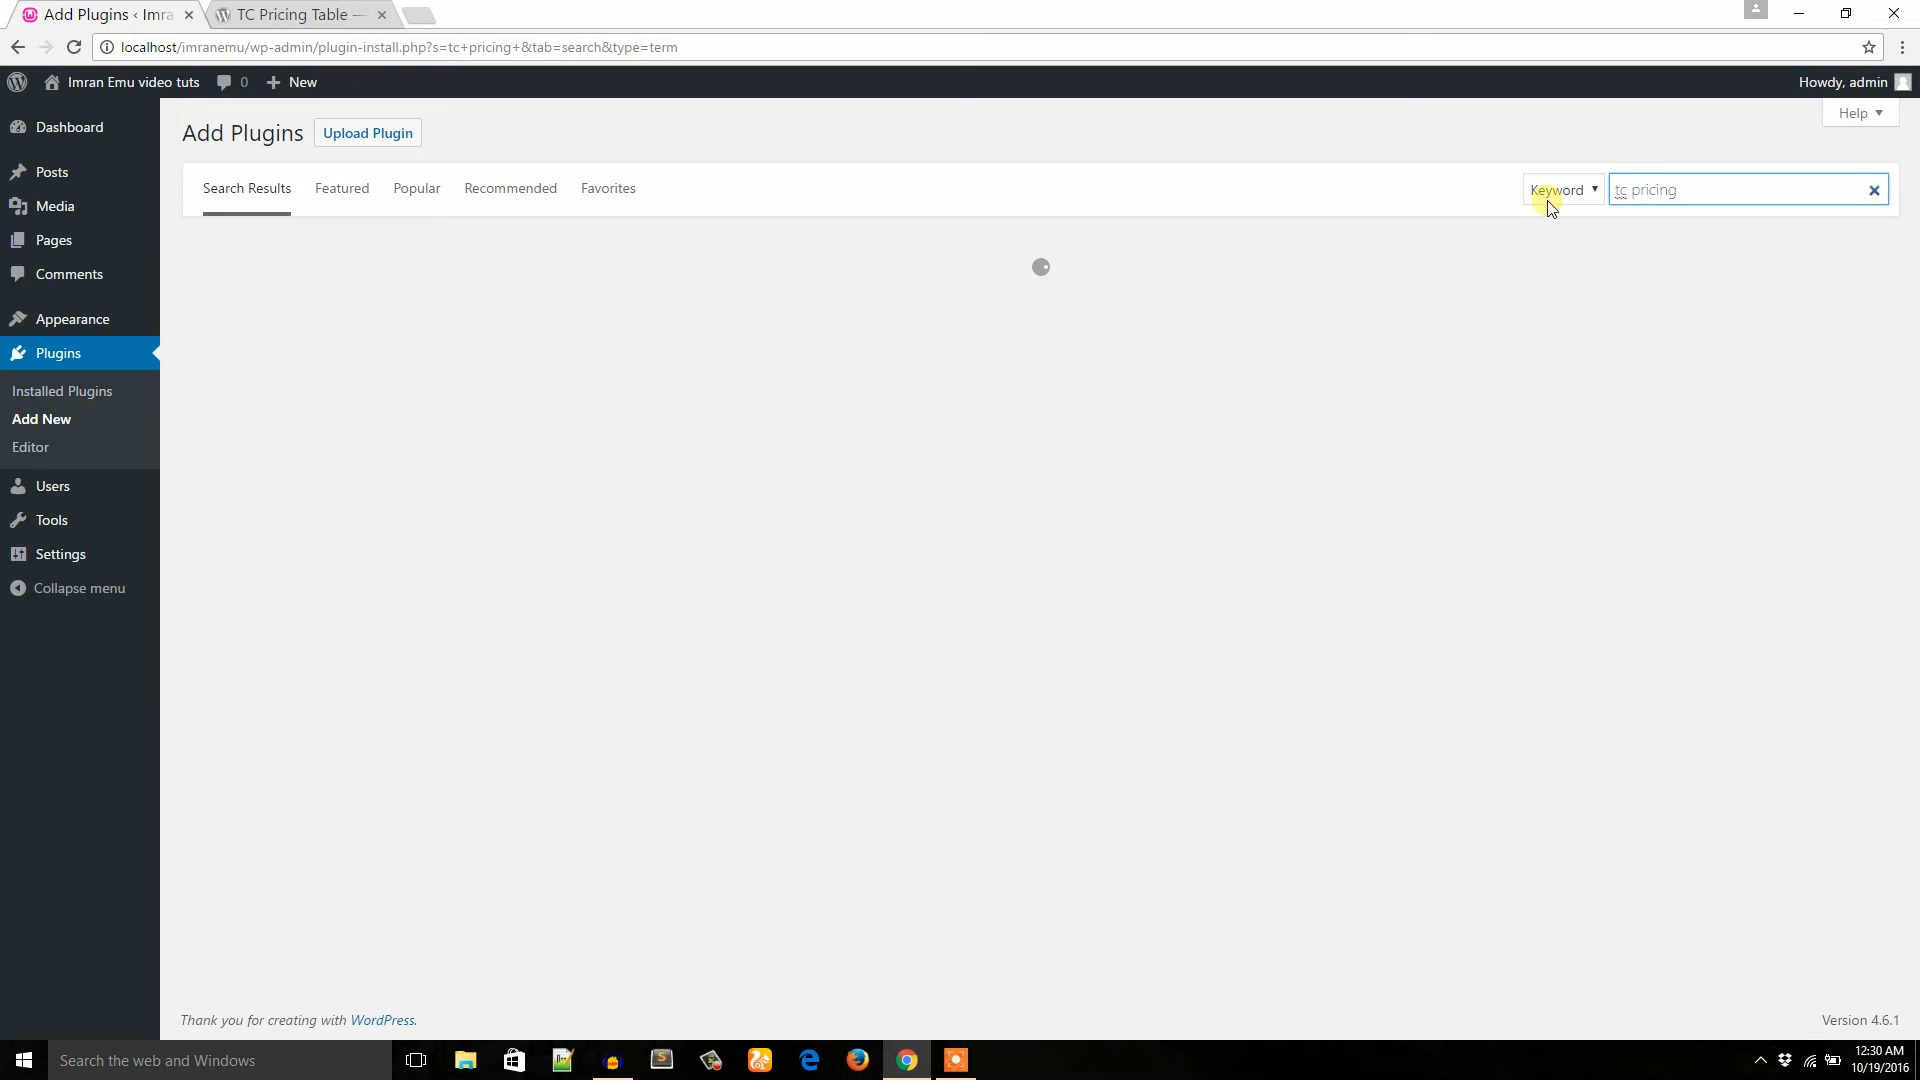 Add Plugins ‹ Imra
TC Pricing Table —
localhost/imranemu/wp-admin/plugin-install.php?s=tc+pricing+&tab=search&type=term
Imran Emu video tuts 0 New
Howdy, admin
Help
Dashboard
Posts
Media
Pages
Comments
Appearance
Plugins
Installed Plugins
Add New
Editor
Users
Tools
Settings
Collapse menu
Add Plugins Upload Plugin
Search Results Featured Popular Recommended Favorites
Keyword tc pricing
Thank you for creating with WordPress.
Version 4.6.1
Search the web and Windows
12:30 AM
10/19/2016